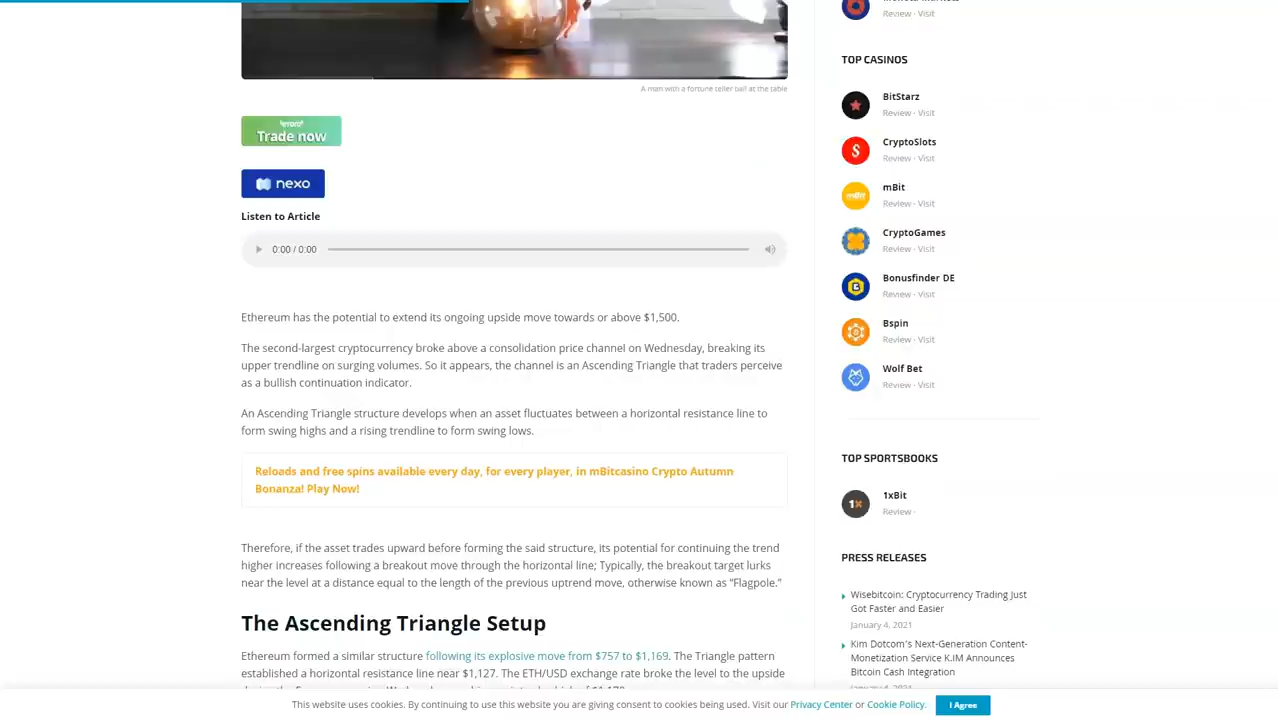 Review · Visit
A man with a fortune teller ball at the table
Trade now
nexo
Listen to Article
0:00 / 0:00
Ethereum has the potential to extend its ongoing upside move towards or above $1,500.
The second-largest cryptocurrency broke above a consolidation price channel on Wednesday, breaking its
upper trendline on surging volumes. So it appears, the channel is an Ascending Triangle that traders perceive
as a bullish continuation indicator.
An Ascending Triangle structure develops when an asset fluctuates between a horizontal resistance line to
form swing highs and a rising trendline to form swing lows.
Reloads and free spins available every day, for every player, in mBitcasino Crypto Autumn
Bonanza! Play Now!
Therefore, if the asset trades upward before forming the said structure, its potential for continuing the trend
higher increases following a breakout move through the horizontal line; Typically, the breakout target lurks
near the level at a distance equal to the length of the previous uptrend move, otherwise known as "Flagpole."
The Ascending Triangle Setup
Ethereum formed a similar structure following its explosive move from $757 to $1,169. The Triangle pattern
established a horizontal resistance line near $1,127. The ETH/USD exchange rate broke the level to the upside
TOP CASINOS
BitStarz
Review · Visit
CryptoSlots
Review · Visit
mBit
Review · Visit
CryptoGames
Review · Visit
Bonusfinder DE
Review · Visit
Bspin
Review · Visit
Wolf Bet
Review · Visit
TOP SPORTSBOOKS
1xBit
Review ·
PRESS RELEASES
Wisebitcoin: Cryptocurrency Trading Just
Got Faster and Easier
January 4, 2021
Kim Dotcom's Next-Generation Content-
Monetization Service K.IM Announces
Bitcoin Cash Integration
This website uses cookies. By continuing to use this website you are giving consent to cookies being used. Visit our Privacy Center or Cookie Policy.
I Agree